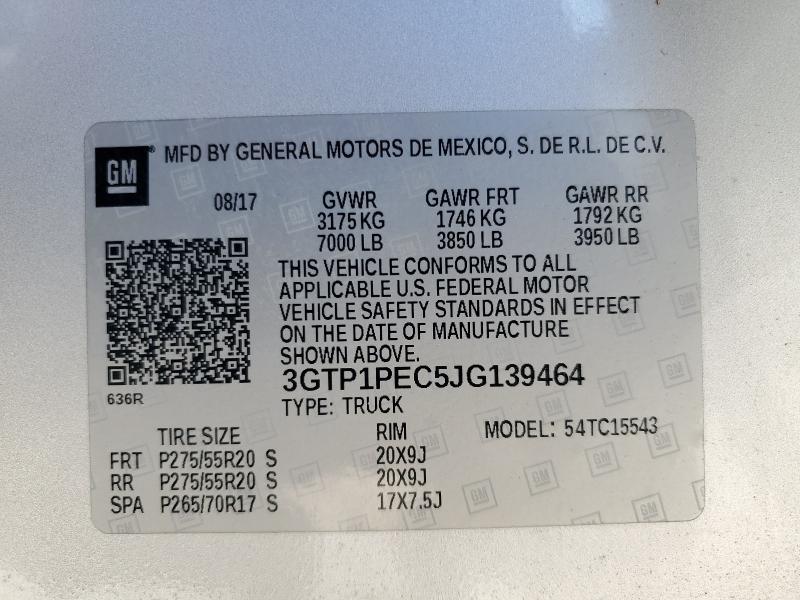 GM ® MFD BY GENERAL MOTORS DE MEXICO, S. DE R.L. DE C.V.
08/17 GVWR GAWR FRT GAWR RR
3175 KG 1746 KG 1792 KG
7000 LB 3850 LB 3950 LB
THIS VEHICLE CONFORMS TO ALL
APPLICABLE U.S. FEDERAL MOTOR
VEHICLE SAFETY STANDARDS IN EFFECT
ON THE DATE OF MANUFACTURE
SHOWN ABOVE.
3GTP1PEC5JG139464
636R
TYPE: TRUCK
TIRE SIZE RIM MODEL: 54TC15543
FRT P275/55R20 S 20X9J
RR P275/55R20 S 20X9J
SPA P265/70R17 S 17X7.5J